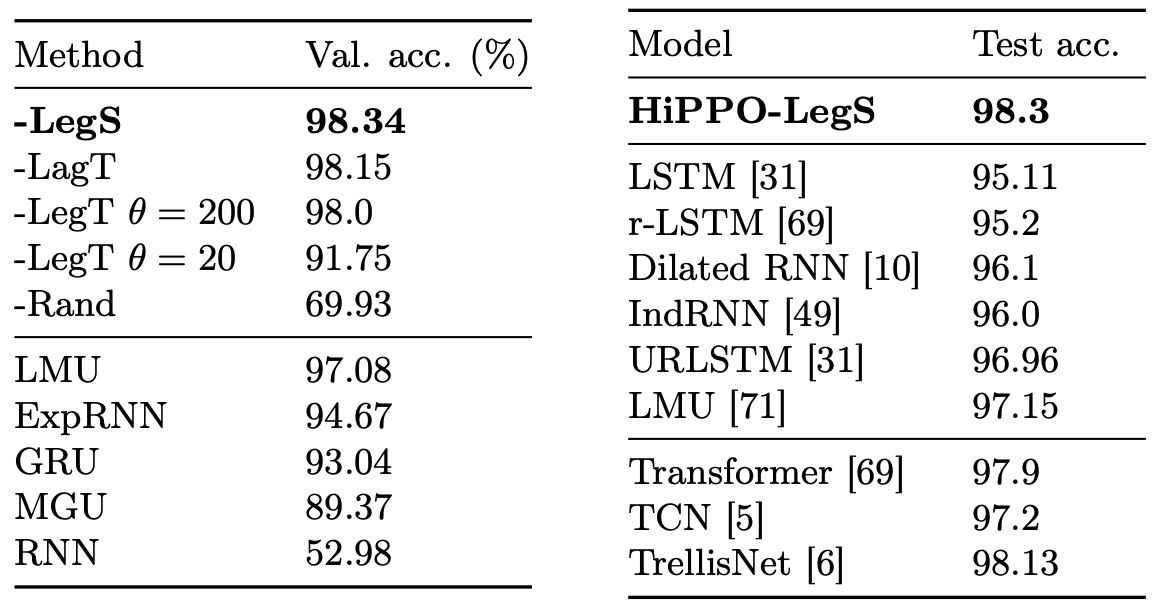 Method Val. acc. (%)
-LegS 98.34
-LagT 98.15
-LegT θ = 200 98.0
-LegT θ = 20 91.75
-Rand 69.93
LMU 97.08
ExpRNN 94.67
GRU 93.04
MGU 89.37
RNN 52.98
Model Test acc.
HiPPO-LegS 98.3
LSTM [31] 95.11
r-LSTM [69] 95.2
Dilated RNN [10] 96.1
IndRNN [49] 96.0
URLSTM [31] 96.96
LMU [71] 97.15
Transformer [69] 97.9
TCN [5] 97.2
TrellisNet [6] 98.13